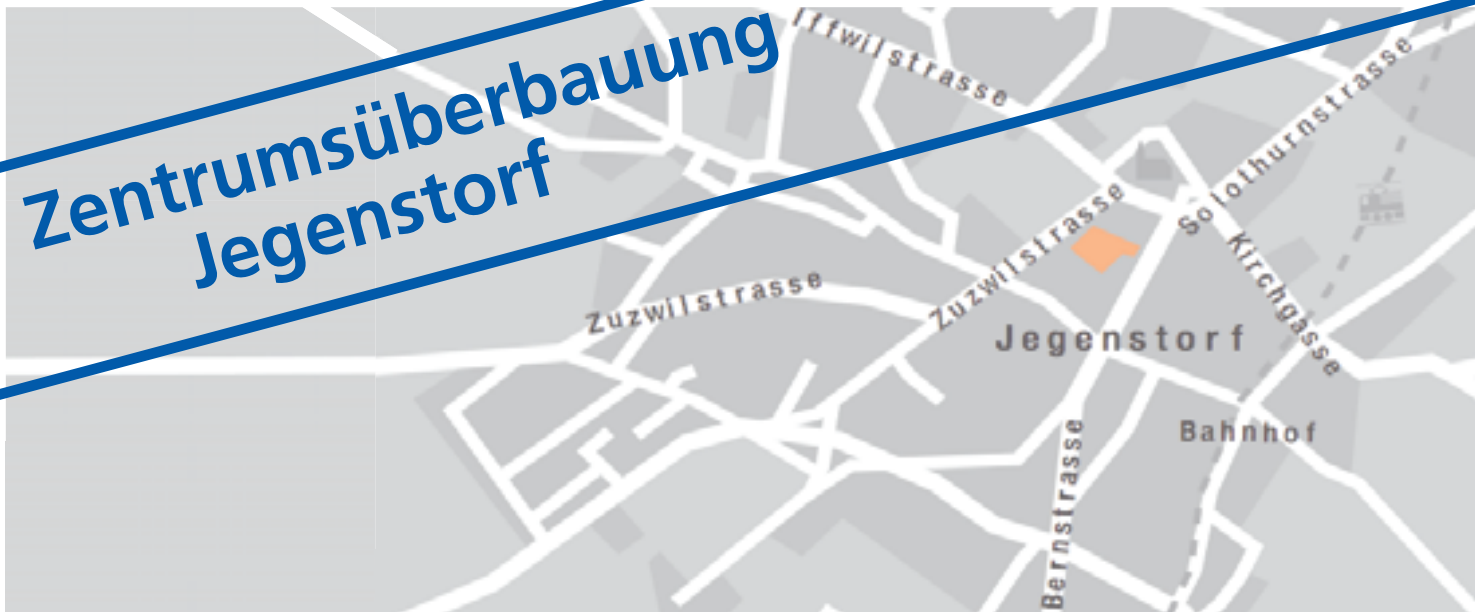 Zentrumsüberbauung
Jegenstorf
Iffwilstrasse
Solothurnstrasse
Zuzwilstrasse
Zuzwilstrasse
Kirchgasse
Jegenstorf
Bahnhof
Bernstrasse